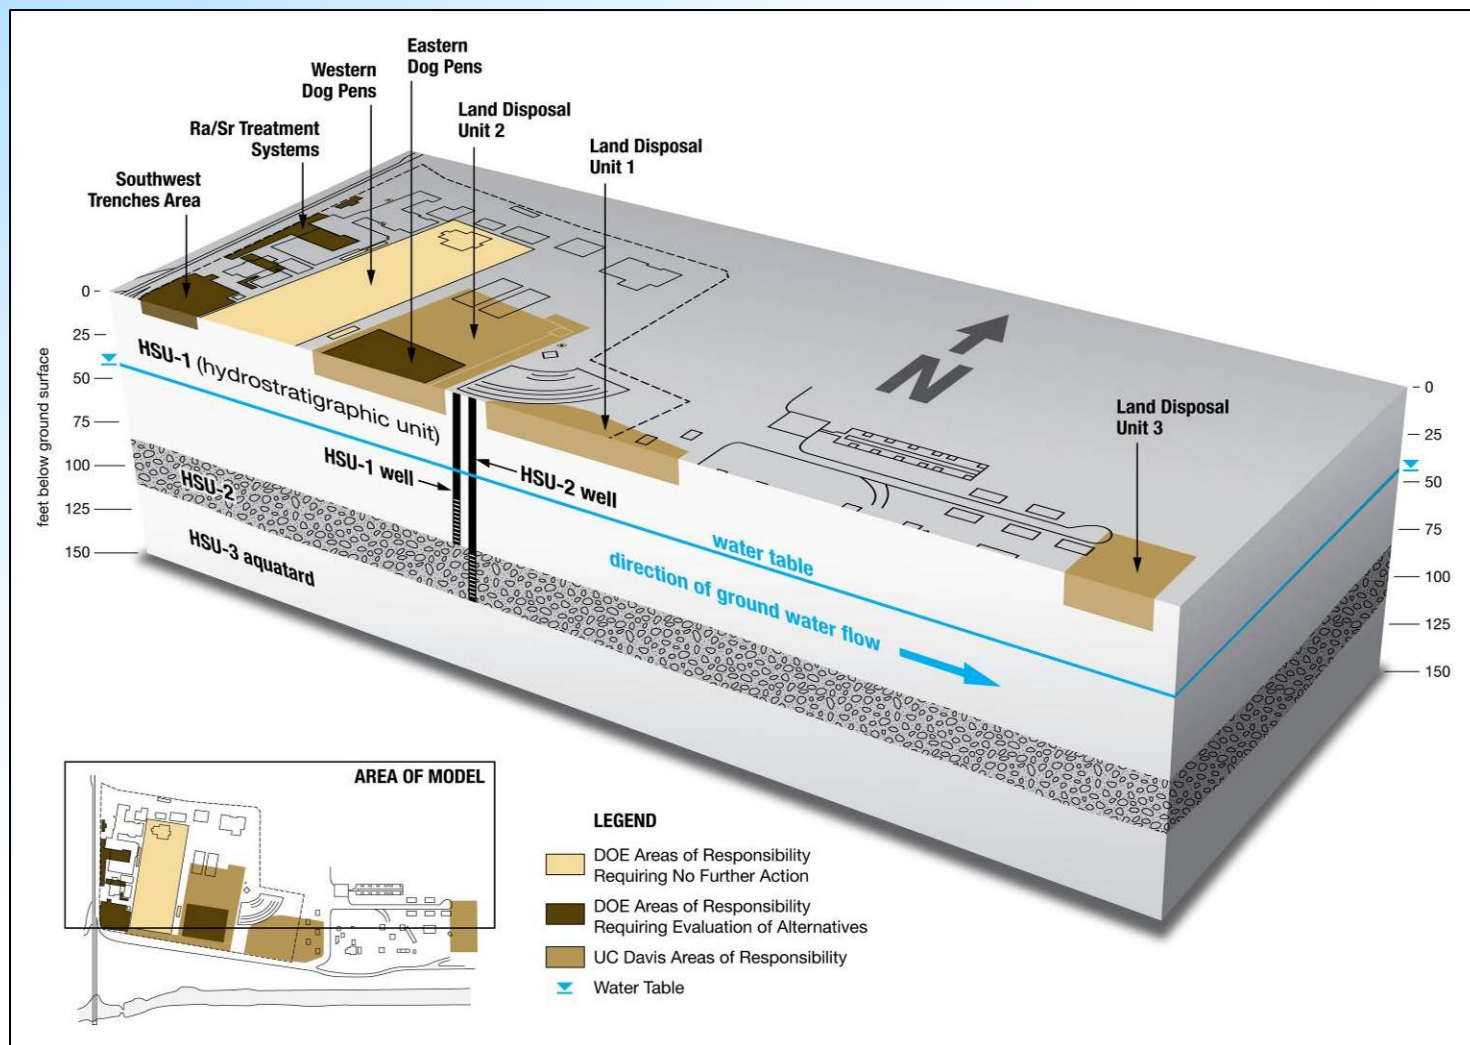 Eastern
Dog Pens
Western
Dog Pens
Land Disposal
Unit 2
Ra/Sr Treatment
Systems
Land Disposal
Unit 1
Southwest
Trenches Area
0
25
50
75
100
125
150
feet below ground surface
HSU-1 (hydrostratigraphic unit)
HSU-1 well
HSU-2 well
HSU-2
HSU-3 aquatard
N
Land Disposal
Unit 3
water table
direction of ground water flow
0
25
50
75
100
125
150
AREA OF MODEL
LEGEND
DOE Areas of Responsibility
Requiring No Further Action
DOE Areas of Responsibility
Requiring Evaluation of Alternatives
UC Davis Areas of Responsibility
Water Table